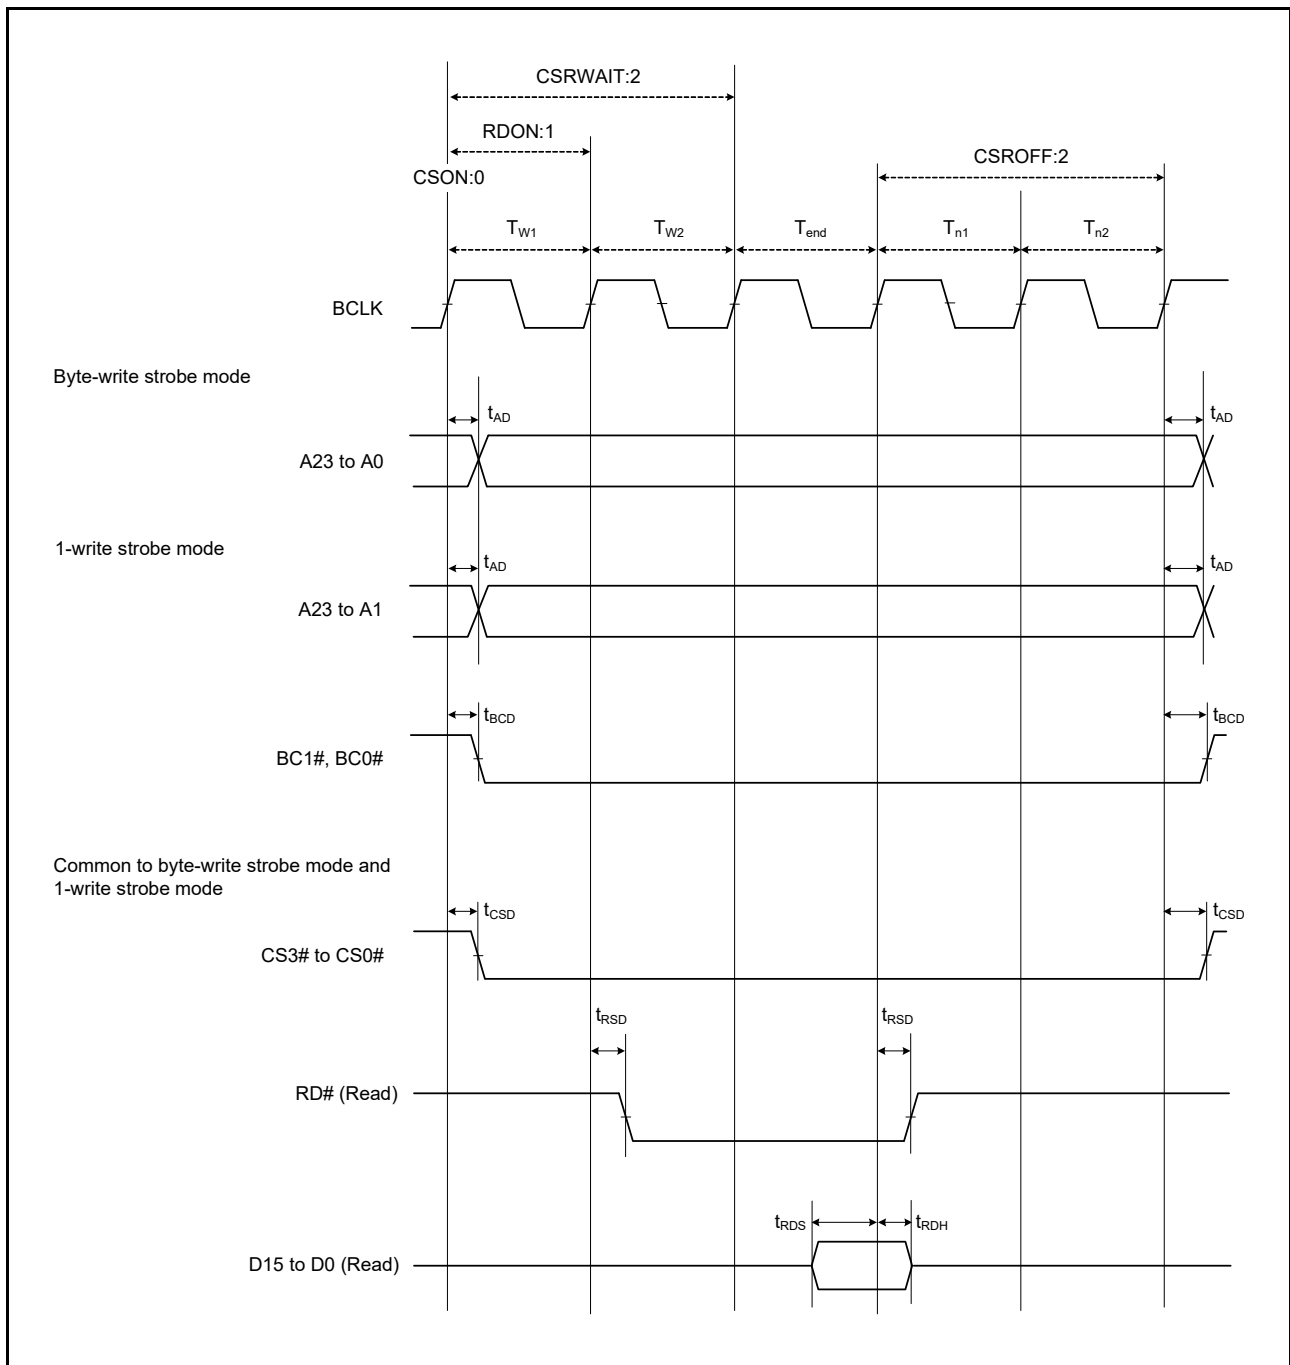 CSRWAIT:2
RDON:1
CSROFF:2
CSON:0
TW1 TW2 Tend Tn1 Tn2
BCLK
Byte-write strobe mode
tAD tAD
A23 to A0
1-write strobe mode
tAD tAD
A23 to A1
tBCD tBCD
BC1#, BC0#
Common to byte-write strobe mode and
1-write strobe mode
tCSD tCSD
CS3# to CS0#
tRSD tRSD
RD# (Read)
tRDS tRDH
D15 to D0 (Read)